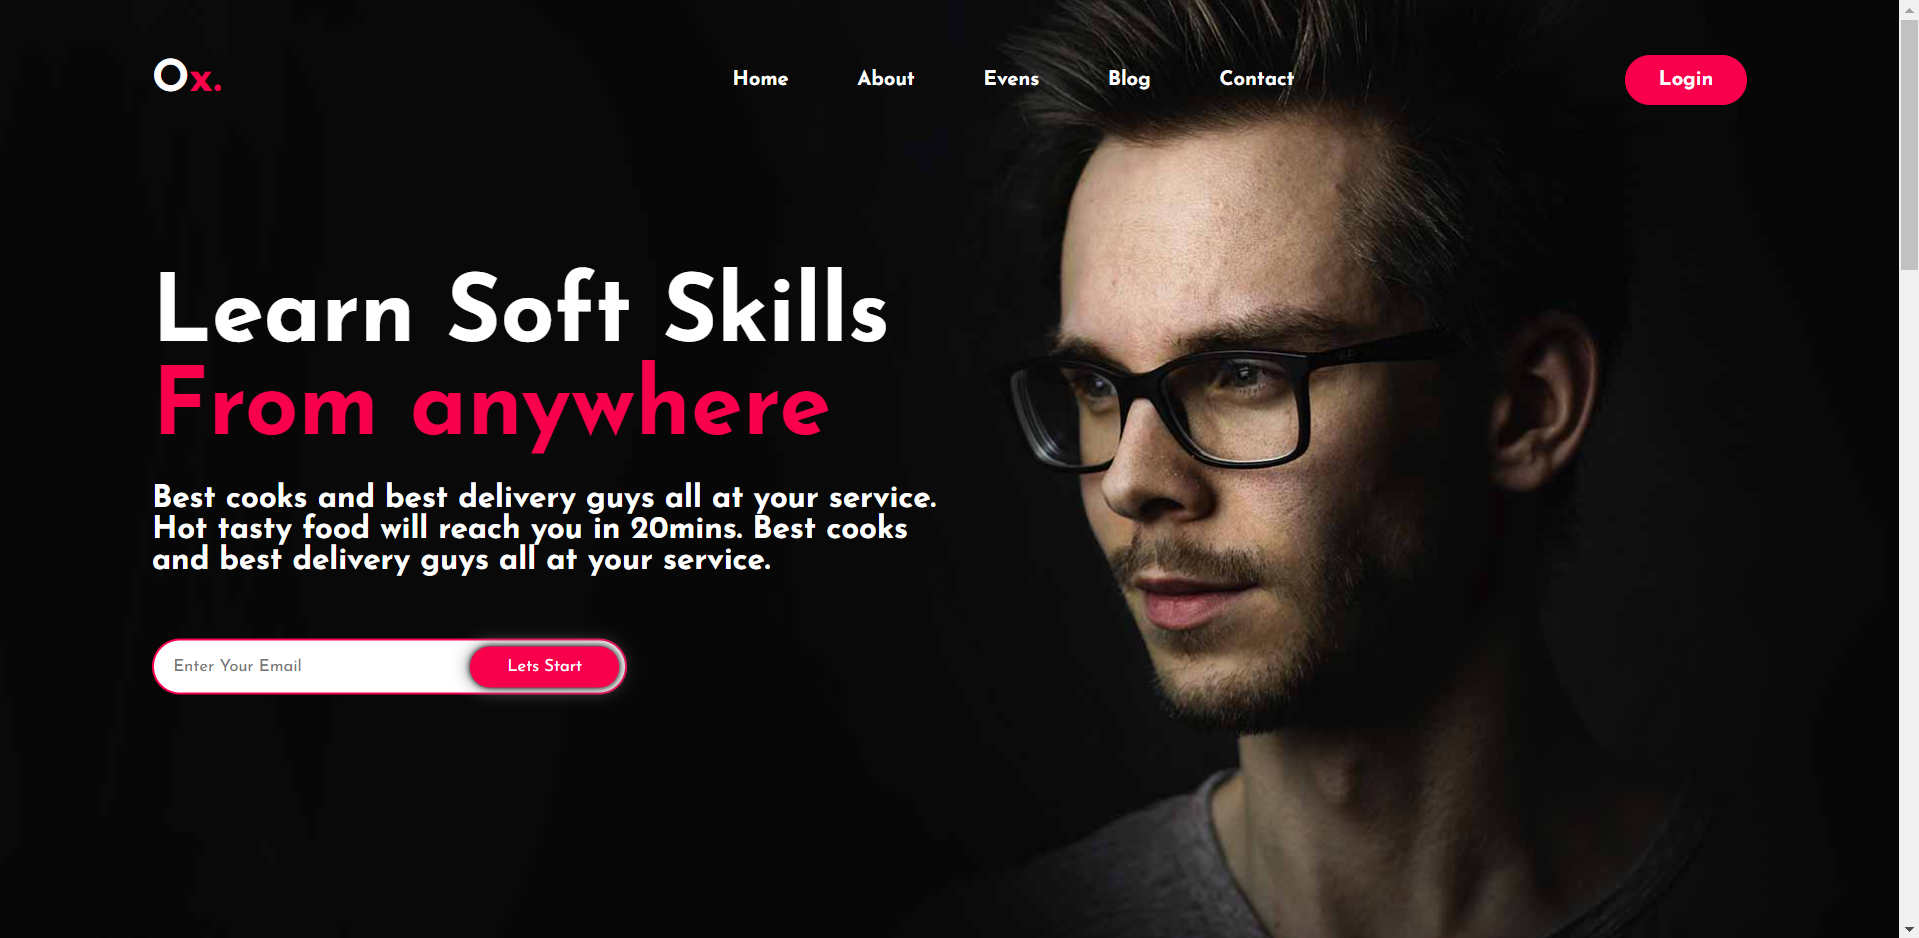 Ox.
Home About Evens Blog Contact
Login
Learn Soft Skills
From anywhere
Best cooks and best delivery guys all at your service.
Hot tasty food will reach you in 20mins. Best cooks
and best delivery guys all at your service.
Enter Your Email
Lets Start